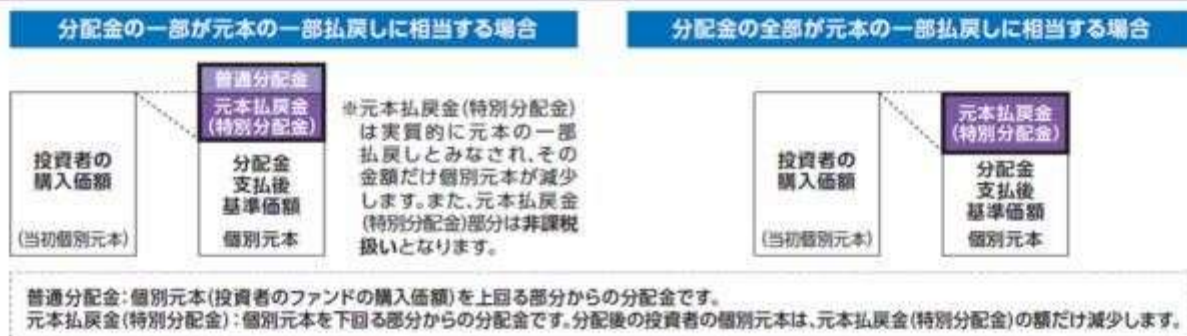 分配金の一部が元本の一部払戻しに相当する場合
普通分配金
元本払戻金
(特別分配金)
投資者の
購入価額
(当初個別元本)
分配金
支払後
基準価額
個別元本
※元本払戻金(特別分配金)
は実質的に元本の一部
払戻しとみなされ、その
金額だけ個別元本が減少
します。また、元本払戻金
(特別分配金)部分は非課税
扱いとなります。
分配金の全部が元本の一部払戻しに相当する場合
元本払戻金
(特別分配金)
投資者の
購入価額
(当初個別元本)
分配金
支払後
基準価額
個別元本
普通分配金:個別元本(投資者のファンドの購入価額)を上回る部分からの分配金です。
元本払戻金(特別分配金):個別元本を下回る部分からの分配金です。分配後の投資者の個別元本は、元本払戻金(特別分配金)の額だけ減少します。